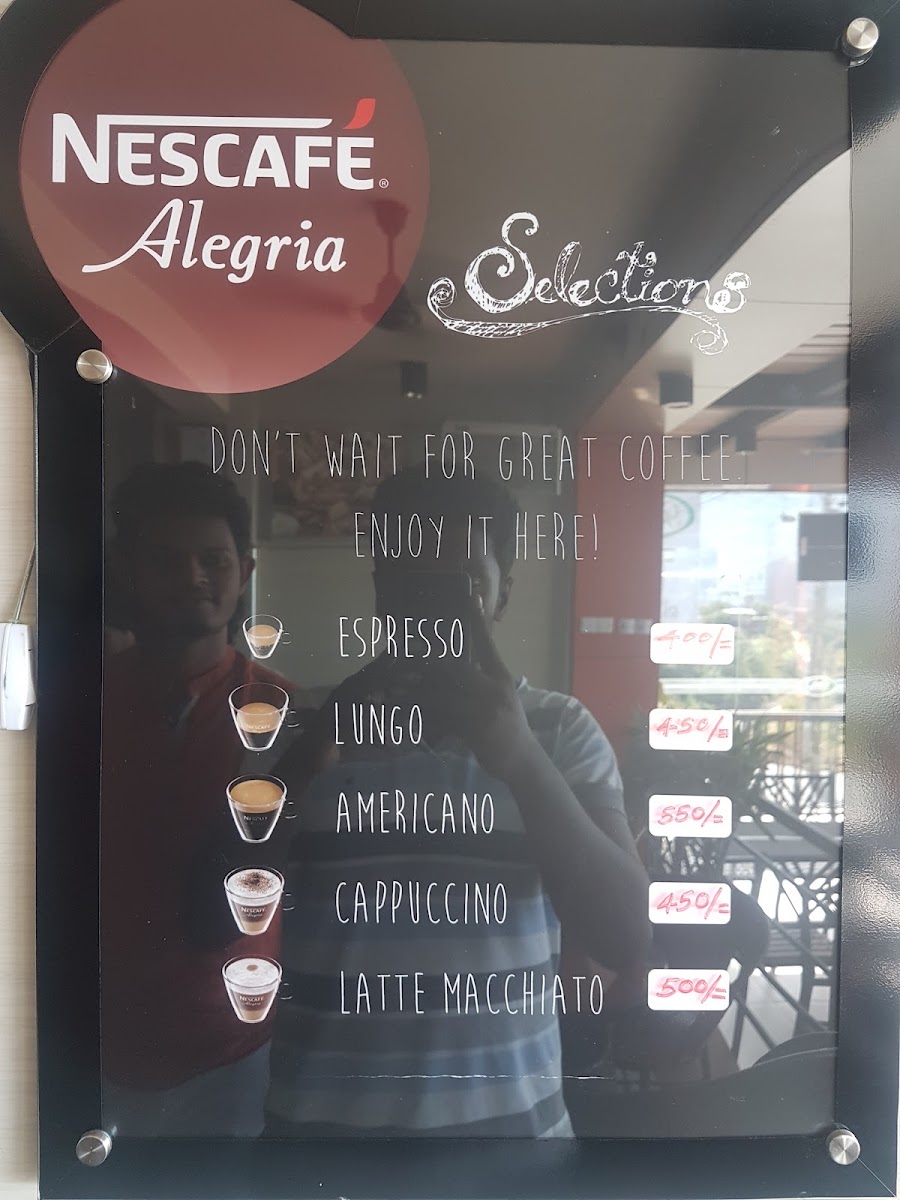 NESCAFÉ®
Alegria
Selections
DON'T WAIT FOR GREAT COFFEE.
ENJOY IT HERE!
ESPRESSO 400/=
LUNGO 450/=
AMERICANO 550/=
CAPPUCCINO 450/=
LATTE MACCHIATO 500/=